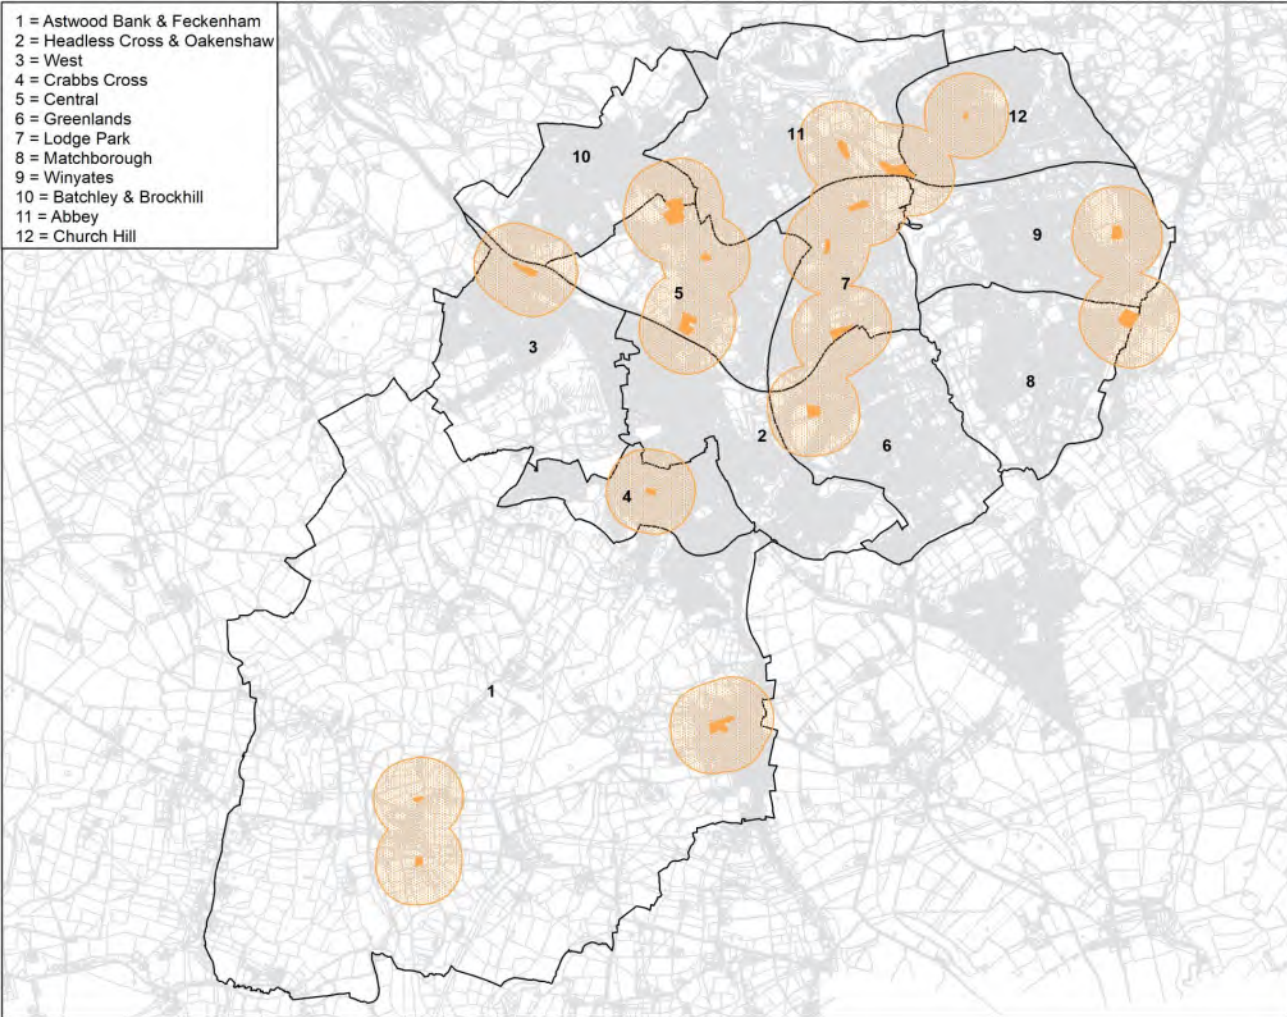 1 = Astwood Bank & Feckenham
2 = Headless Cross & Oakenshaw
3 = West
4 = Crabbs Cross
5 = Central
6 = Greenlands
7 = Lodge Park
8 = Matchborough
9 = Winyates
10 = Batchley & Brockhill
11 = Abbey
12 = Church Hill
12
11
10
9
7
5
3
8
2
6
4
1